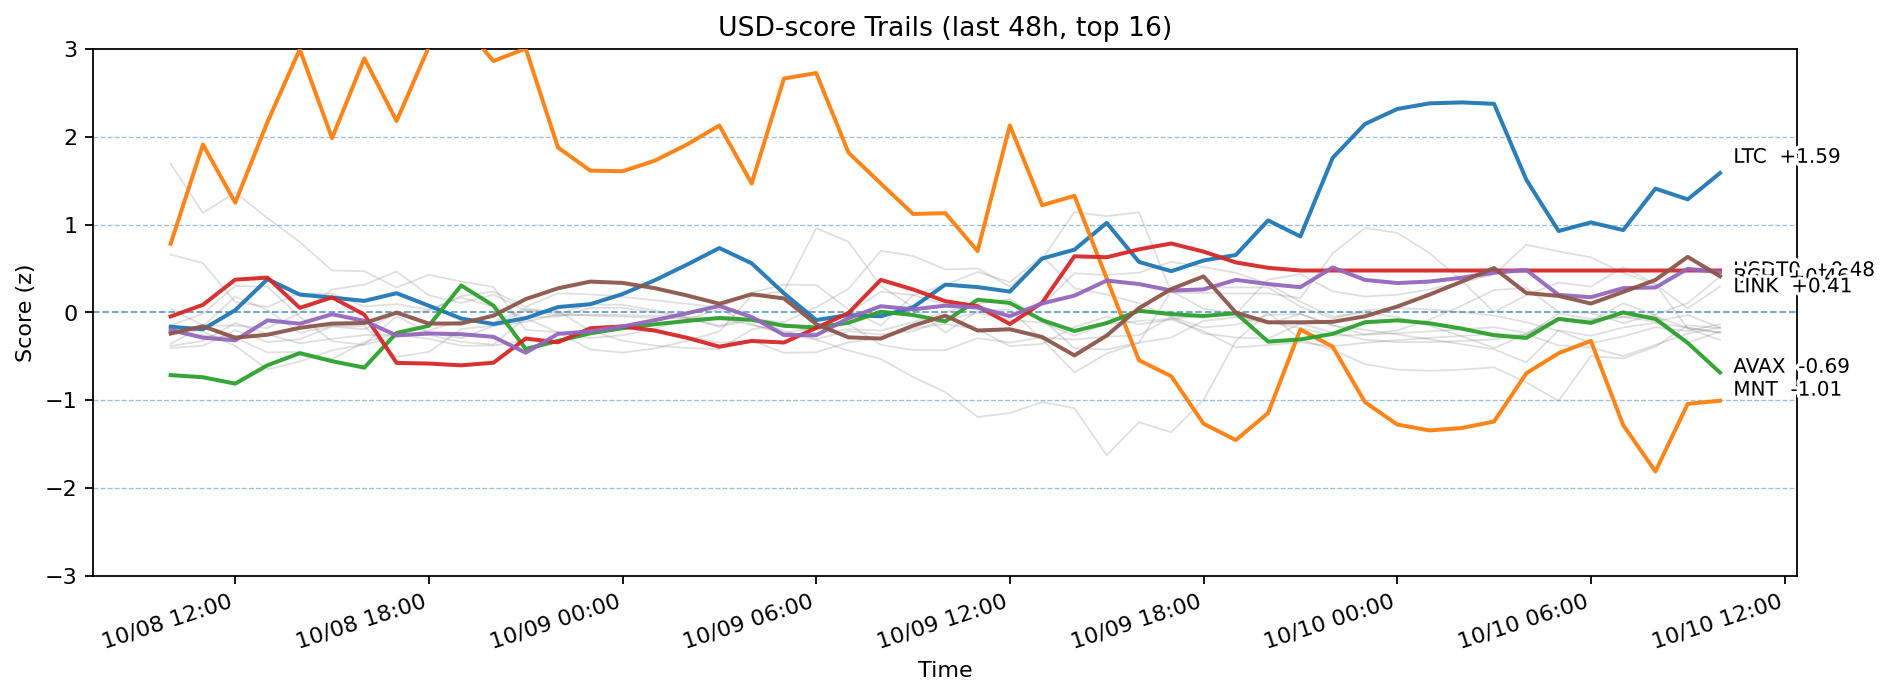 USD-score Trails (last 48h, top 16)
Score (z)
3
2
1
0
−1
−2
−3
LTC +1.59
+0.48
LINK +0.41
AVAX -0.69
MNT -1.01
10/08 12:00
10/08 18:00
10/09 00:00
10/09 06:00
10/09 12:00
10/09 18:00
10/10 00:00
10/10 06:00
10/10 12:00
Time